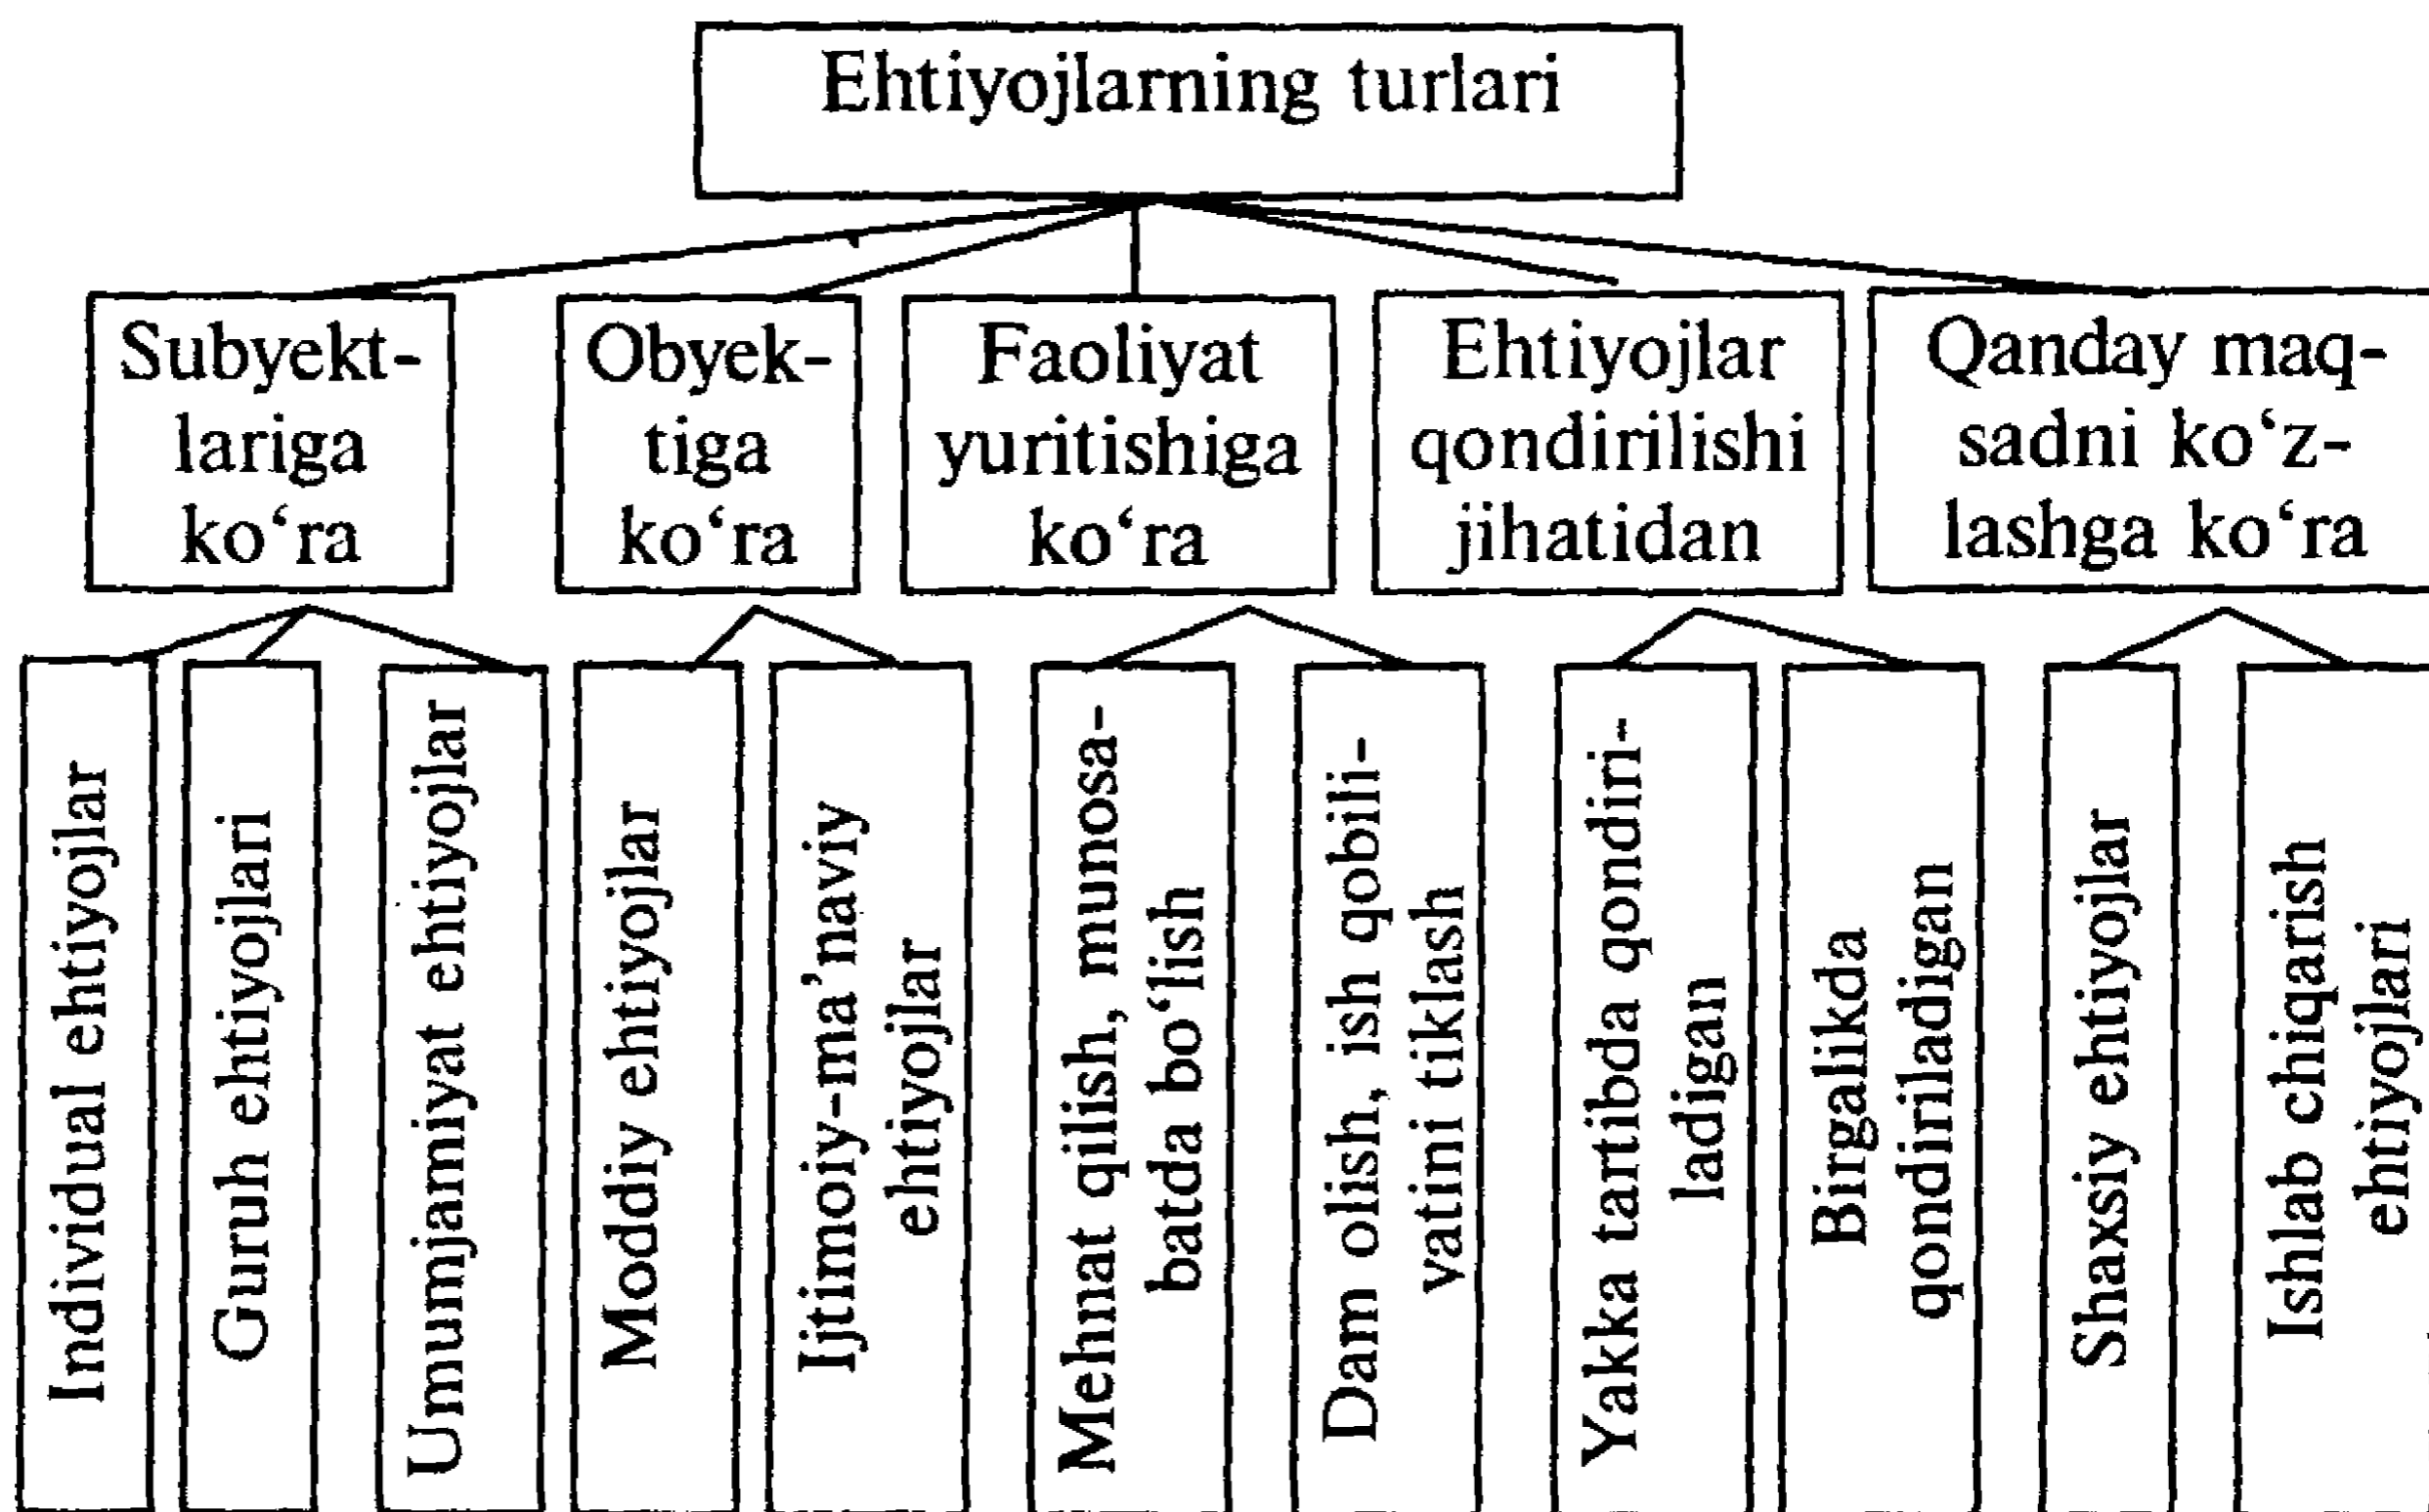 Ehtiyojlarning turlari
Subyekt-
lariga
ko‘ra
Obyek-
tiga
ko‘ra
Faoliyat
yuritishiga
ko‘ra
Ehtiyojlar
qondirilishi
jihatidan
Qanday maq-
sadni ko‘z-
lashga ko‘ra
Individual ehtiyojlar
Guruh ehtiyojlari
Umumjamiyat ehtiyojlar
Moddiy ehtiyojlar
Ijtimoiy-ma’naviy
ehtiyojlar
Mehnat qilish, munosa-
batda bo‘lish
Dam olish, ish qobili-
yatini tiklash
Yakka tartibda qondiri-
ladigan
Birgalikda
qondiriladigan
Shaxsiy ehtiyojlar
Ishlab chiqarish
ehtiyojlari